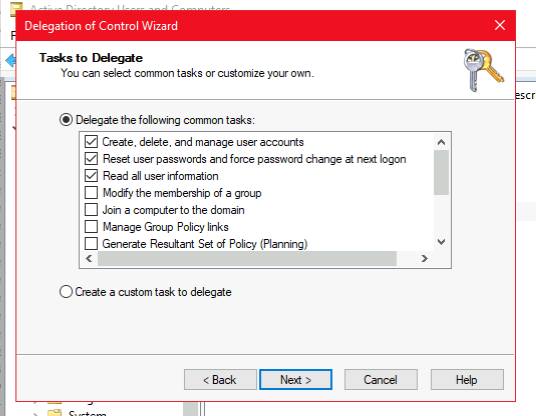 Active Directory Users and Computers
Delegation of Control Wizard
Tasks to Delegate
You can select common tasks or customize your own.
escr
Delegate the following common tasks:
Create, delete, and manage user accounts
Reset user passwords and force password change at next logon
Read all user information
Modify the membership of a group
Join a computer to the domain
Manage Group Policy links
Generate Resultant Set of Policy (Planning)
Create a custom task to delegate
< Back
Next >
Cancel
Help
System